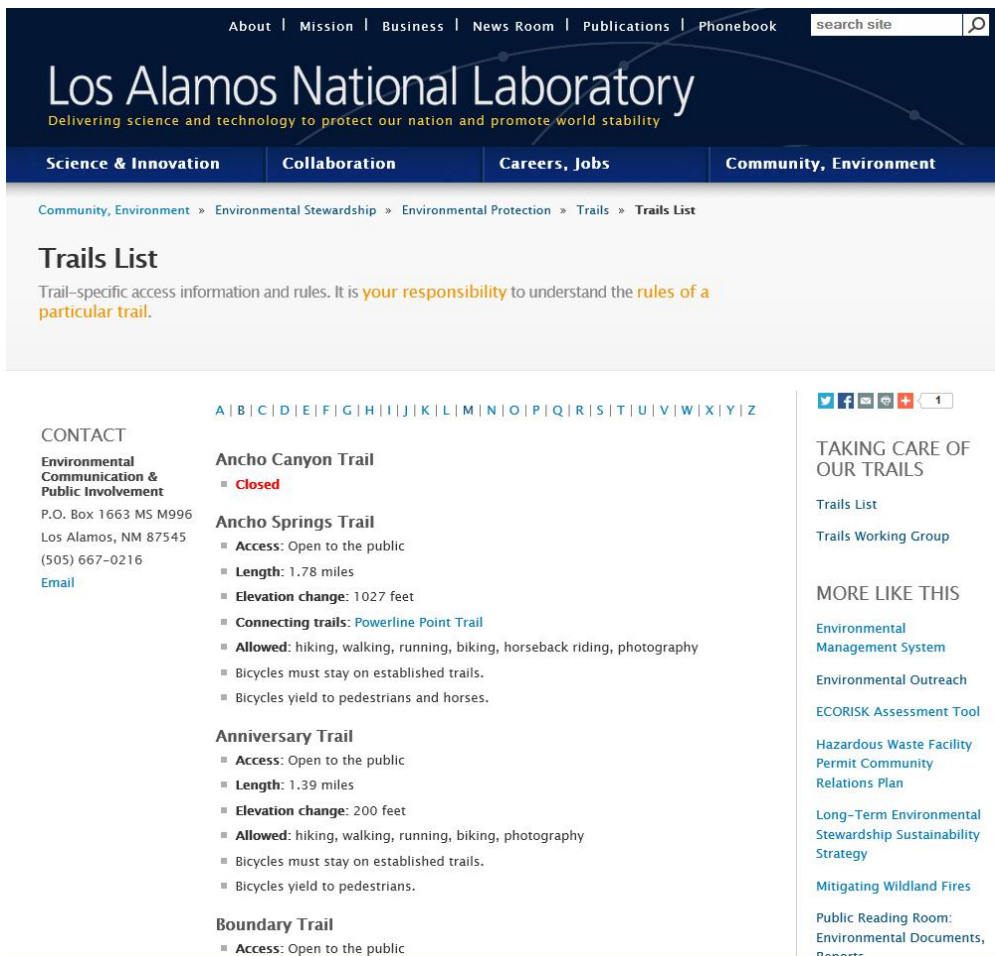 About | Mission | Business | News Room | Publications | Phonebook
search site
Los Alamos National Laboratory
Delivering science and technology to protect our nation and promote world stability
Science & Innovation
Collaboration
Careers, Jobs
Community, Environment
Community, Environment » Environmental Stewardship » Environmental Protection » Trails » Trails List
Trails List
Trail-specific access information and rules. It is your responsibility to understand the rules of a
particular trail.
CONTACT
Environmental
Communication &
Public Involvement
P.O. Box 1663 MS M996
Los Alamos, NM 87545
(505) 667-0216
Email
A | B | C | D | E | F | G | H | I | J | K | L | M | N | O | P | Q | R | S | T | U | V | W | X | Y | Z
Ancho Canyon Trail
Closed
Ancho Springs Trail
Access: Open to the public
Length: 1.78 miles
Elevation change: 1027 feet
Connecting trails: Powerline Point Trail
Allowed: hiking, walking, running, biking, horseback riding, photography
Bicycles must stay on established trails.
Bicycles yield to pedestrians and horses.
Anniversary Trail
Access: Open to the public
Length: 1.39 miles
Elevation change: 200 feet
Allowed: hiking, walking, running, biking, photography
Bicycles must stay on established trails.
Bicycles yield to pedestrians.
Boundary Trail
Access: Open to the public
1
TAKING CARE OF
OUR TRAILS
Trails List
Trails Working Group
MORE LIKE THIS
Environmental
Management System
Environmental Outreach
ECORISK Assessment Tool
Hazardous Waste Facility
Permit Community
Relations Plan
Long-Term Environmental
Stewardship Sustainability
Strategy
Mitigating Wildland Fires
Public Reading Room:
Environmental Documents,
Reports